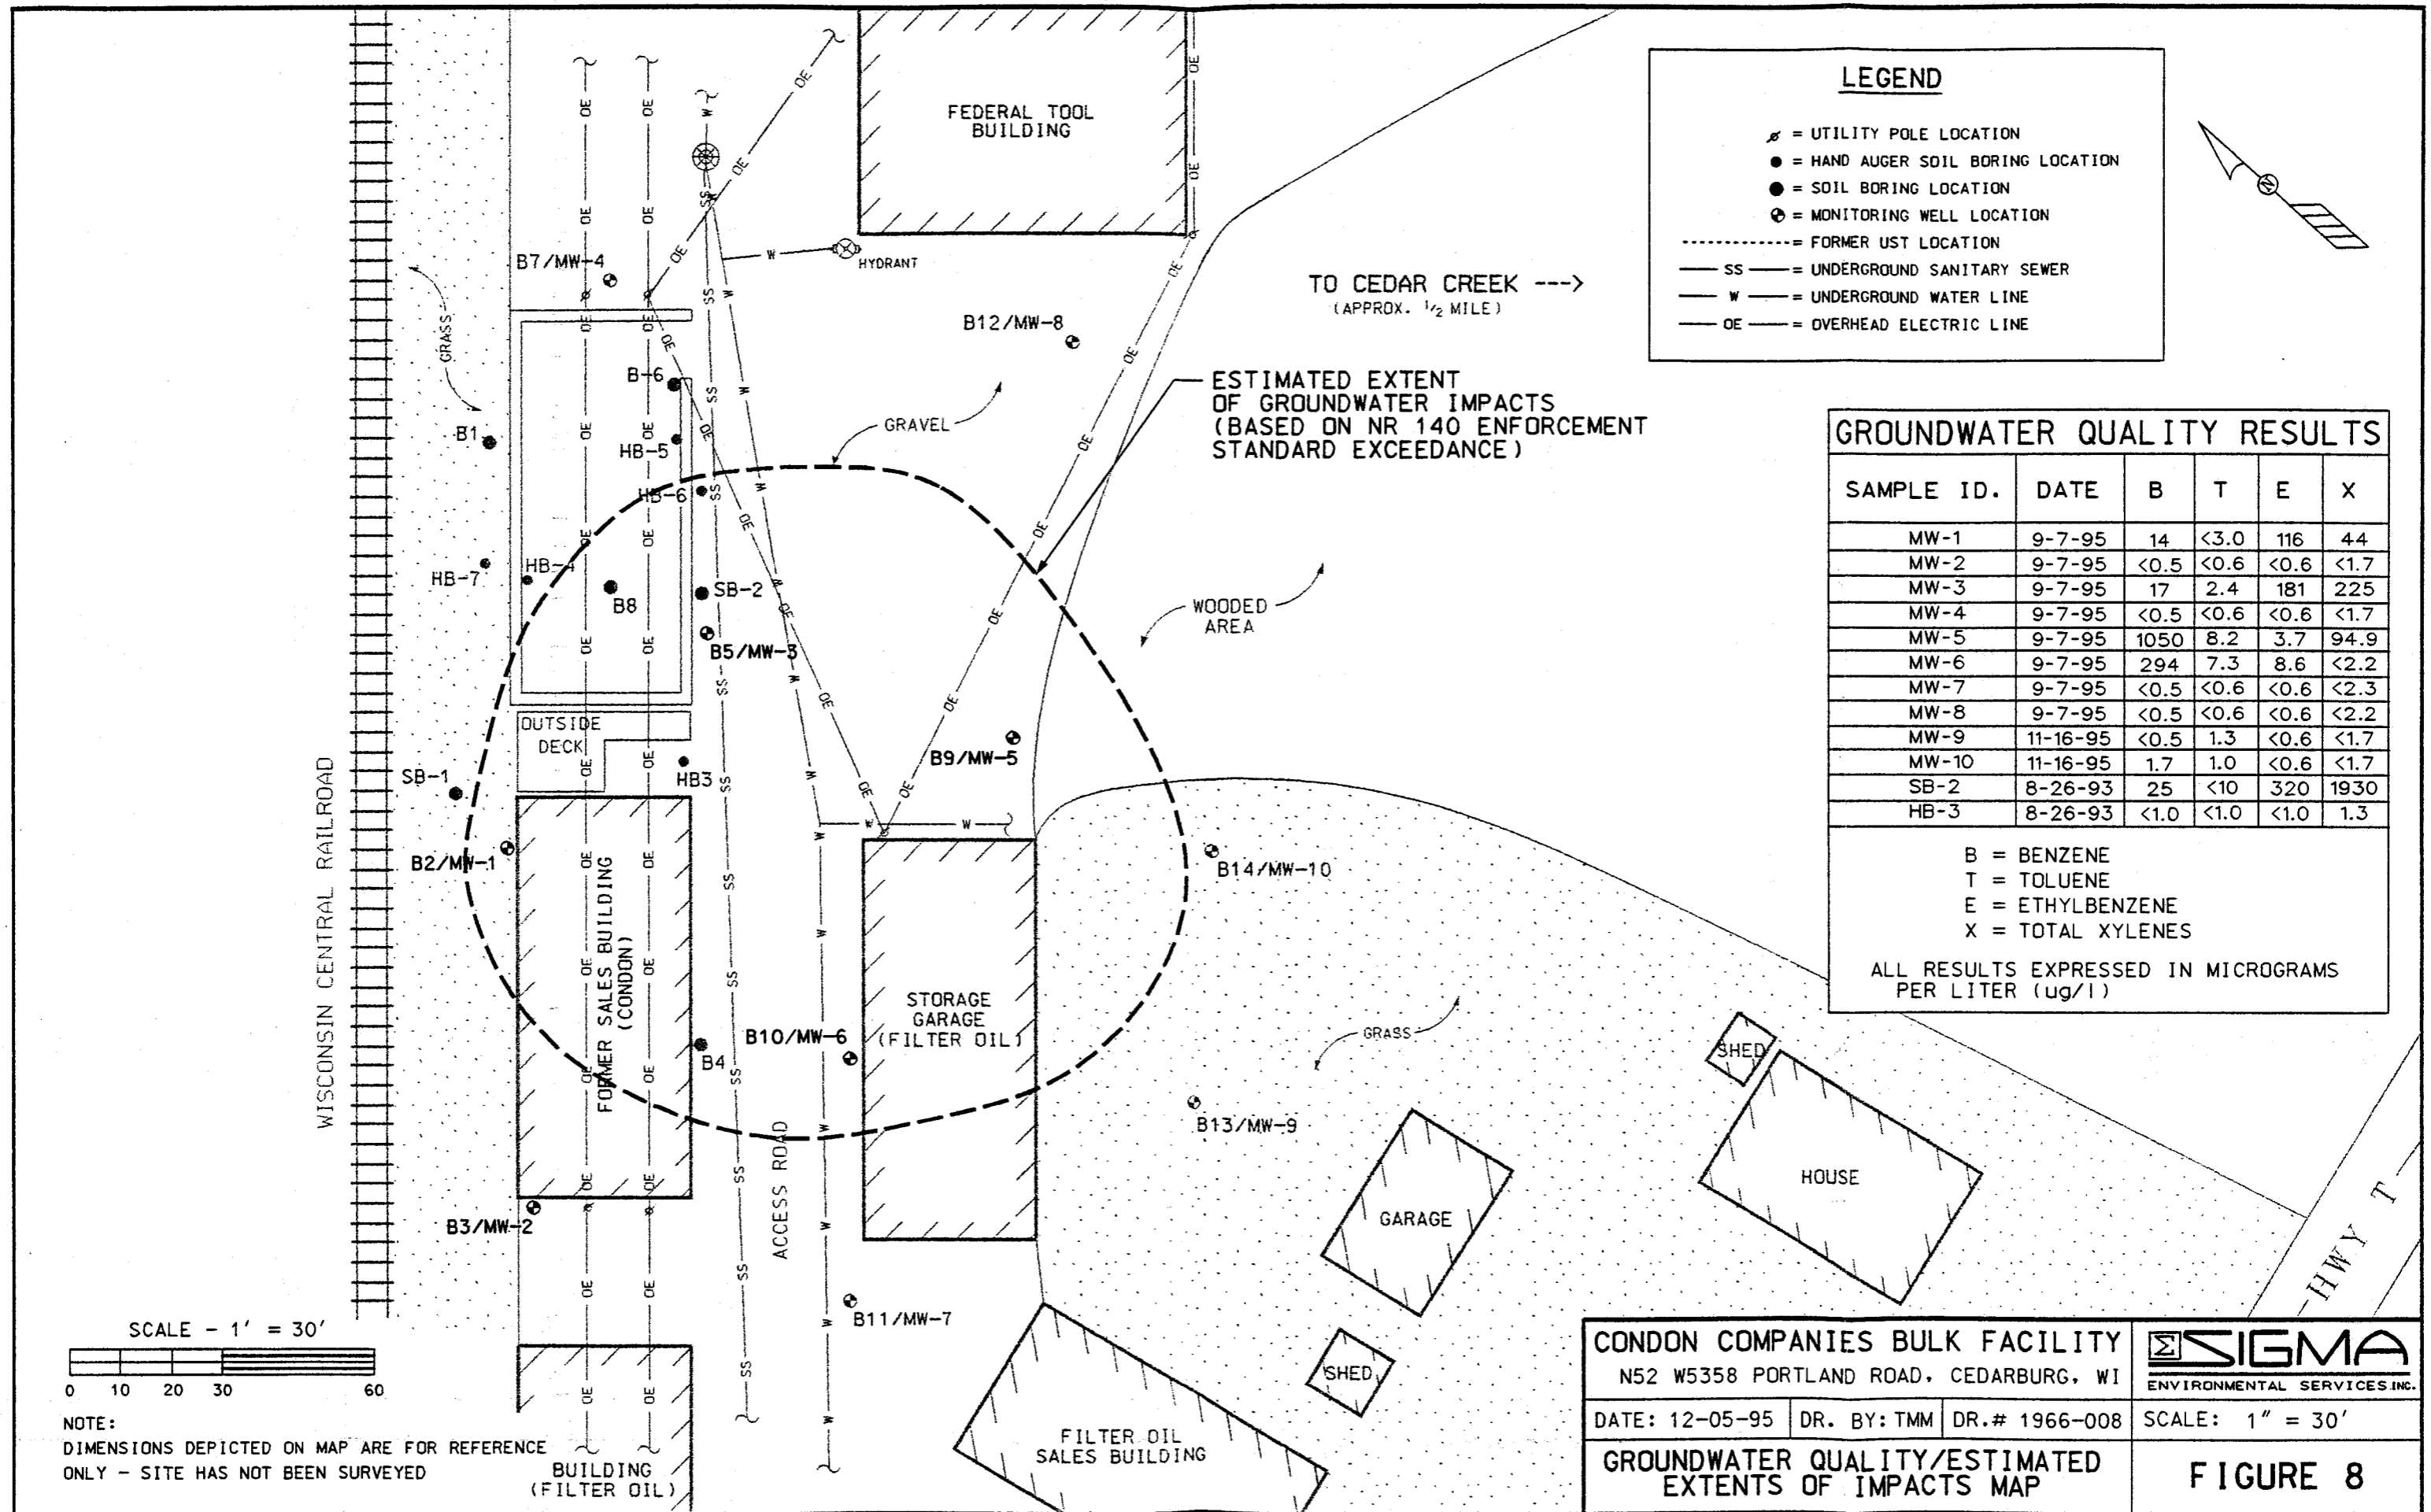 FEDERAL TOOL
BUILDING
HYDRANT
B7/MW-4
GRASS
B12/MW-8
TO CEDAR CREEK --->
(APPROX. 1/2 MILE)
ESTIMATED EXTENT
OF GROUNDWATER IMPACTS
(BASED ON NR 140 ENFORCEMENT
STANDARD EXCEEDANCE)
GRAVEL
B-6
B1
HB-5
HB-6
HB-7
HB-4
B8
SB-2
B5/MW-3
WOODED
AREA
OUTSIDE
DECK
HB3
SB-1
B9/MW-5
B2/MW-1
B14/MW-10
WISCONSIN CENTRAL RAILROAD
FORMER SALES BUILDING
(CONDON)
STORAGE
GARAGE
(FILTER OIL)
B10/MW-6
B4
GRASS
B13/MW-9
B3/MW-2
ACCESS ROAD
B11/MW-7
SHED
HOUSE
GARAGE
SHED
HWY T
FILTER OIL
SALES BUILDING
BUILDING
(FILTER OIL)
OE
SS
W
LEGEND
= UTILITY POLE LOCATION
= HAND AUGER SOIL BORING LOCATION
= SOIL BORING LOCATION
= MONITORING WELL LOCATION
= FORMER UST LOCATION
SS = UNDERGROUND SANITARY SEWER
W = UNDERGROUND WATER LINE
OE = OVERHEAD ELECTRIC LINE
N
GROUNDWATER QUALITY RESULTS
SAMPLE ID. DATE B T E X
MW-1 9-7-95 14 <3.0 116 44
MW-2 9-7-95 <0.5 <0.6 <0.6 <1.7
MW-3 9-7-95 17 2.4 181 225
MW-4 9-7-95 <0.5 <0.6 <0.6 <1.7
MW-5 9-7-95 1050 8.2 3.7 94.9
MW-6 9-7-95 294 7.3 8.6 <2.2
MW-7 9-7-95 <0.5 <0.6 <0.6 <2.3
MW-8 9-7-95 <0.5 <0.6 <0.6 <2.2
MW-9 11-16-95 <0.5 1.3 <0.6 <1.7
MW-10 11-16-95 1.7 1.0 <0.6 <1.7
SB-2 8-26-93 25 <10 320 1930
HB-3 8-26-93 <1.0 <1.0 <1.0 1.3
B = BENZENE
T = TOLUENE
E = ETHYLBENZENE
X = TOTAL XYLENES
ALL RESULTS EXPRESSED IN MICROGRAMS
PER LITER (ug/l)
SCALE - 1' = 30'
0 10 20 30 60
NOTE:
DIMENSIONS DEPICTED ON MAP ARE FOR REFERENCE
ONLY - SITE HAS NOT BEEN SURVEYED
CONDON COMPANIES BULK FACILITY
N52 W5358 PORTLAND ROAD, CEDARBURG, WI
Σ SIGMA
ENVIRONMENTAL SERVICES,INC.
DATE: 12-05-95 DR. BY: TMM DR.# 1966-008 SCALE: 1" = 30'
GROUNDWATER QUALITY/ESTIMATED
EXTENTS OF IMPACTS MAP
FIGURE 8